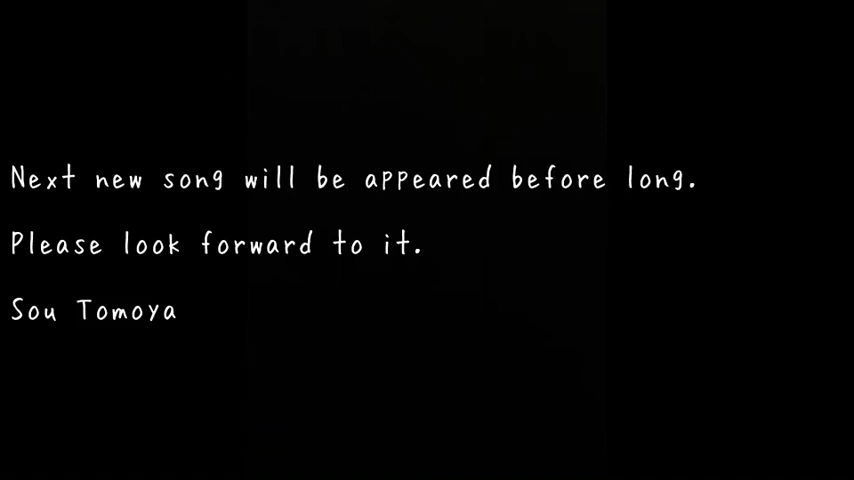 Next new song will be appeared before long.
Please look forward to it.
Sou Tomoya